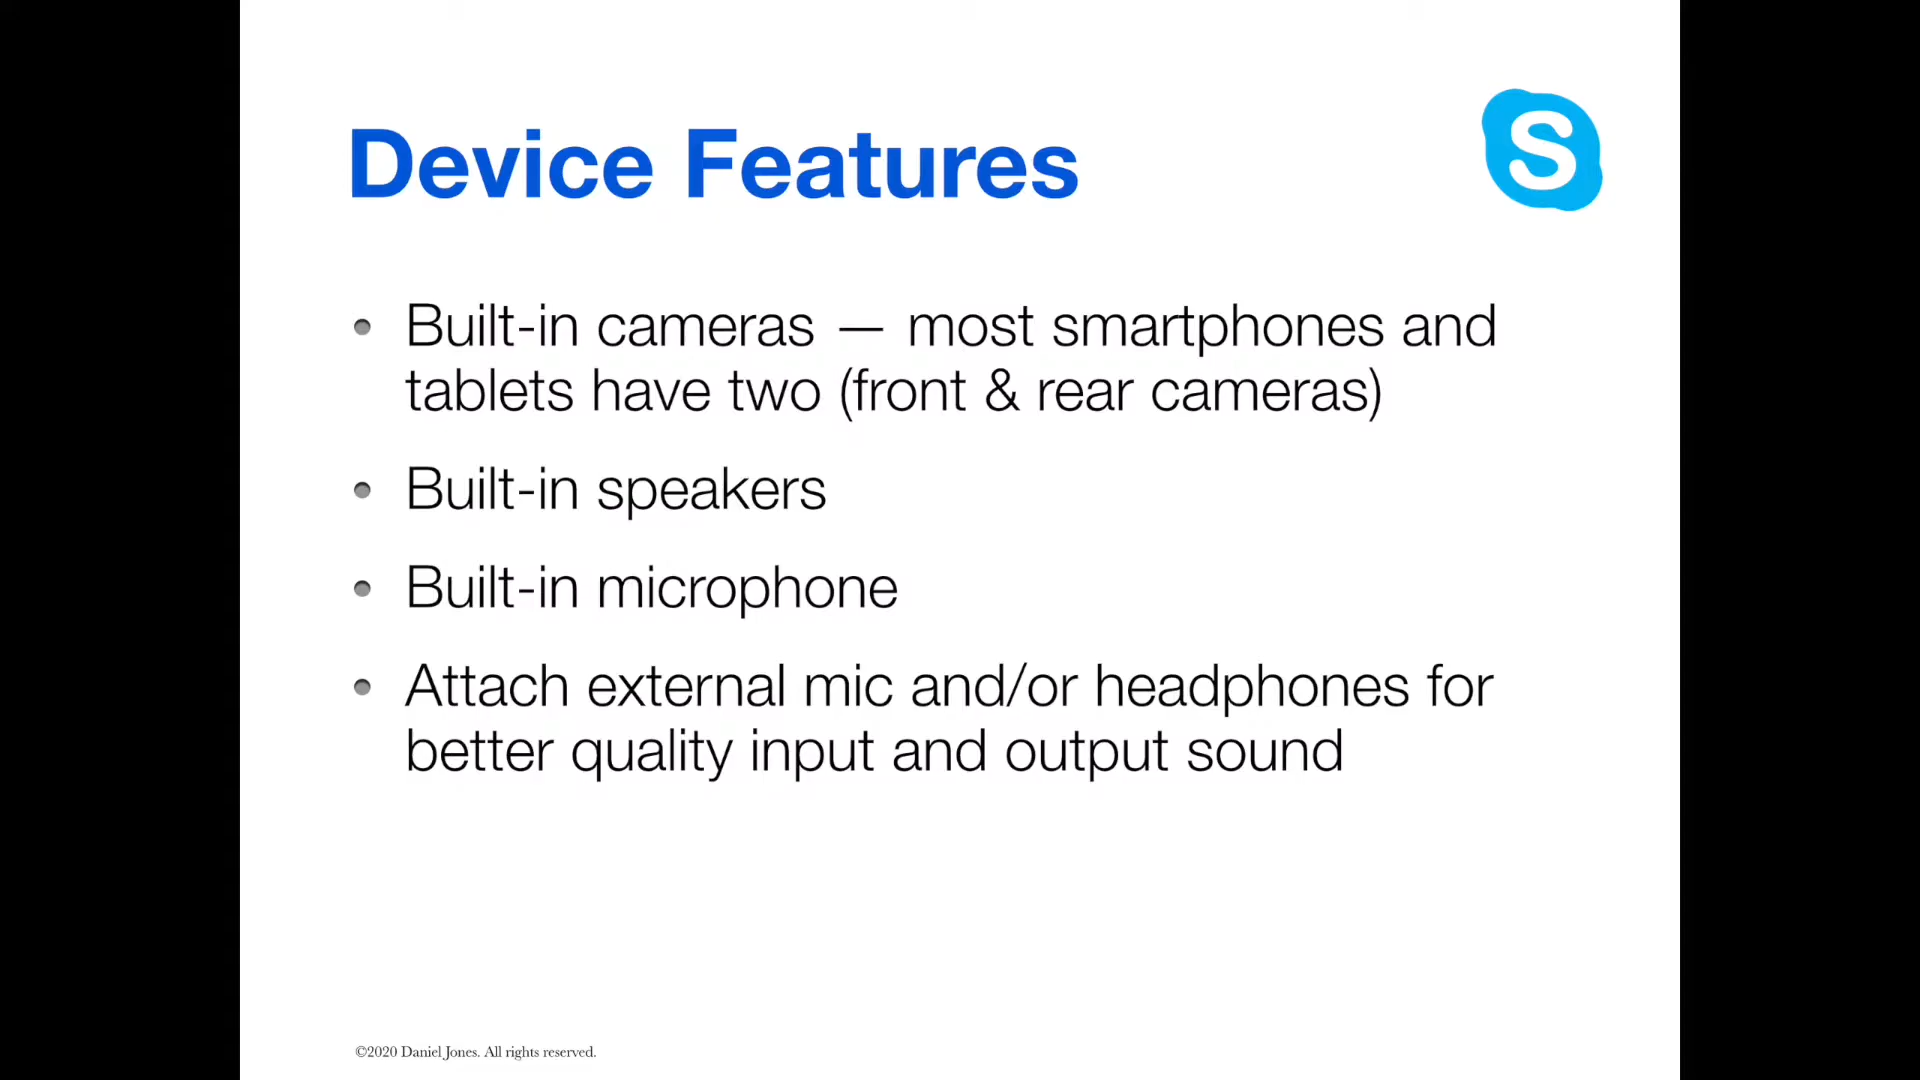 Device Features
S
• Built-in cameras — most smartphones and
tablets have two (front & rear cameras)
• Built-in speakers
• Built-in microphone
• Attach external mic and/or headphones for
better quality input and output sound
©2020 Daniel Jones. All rights reserved.